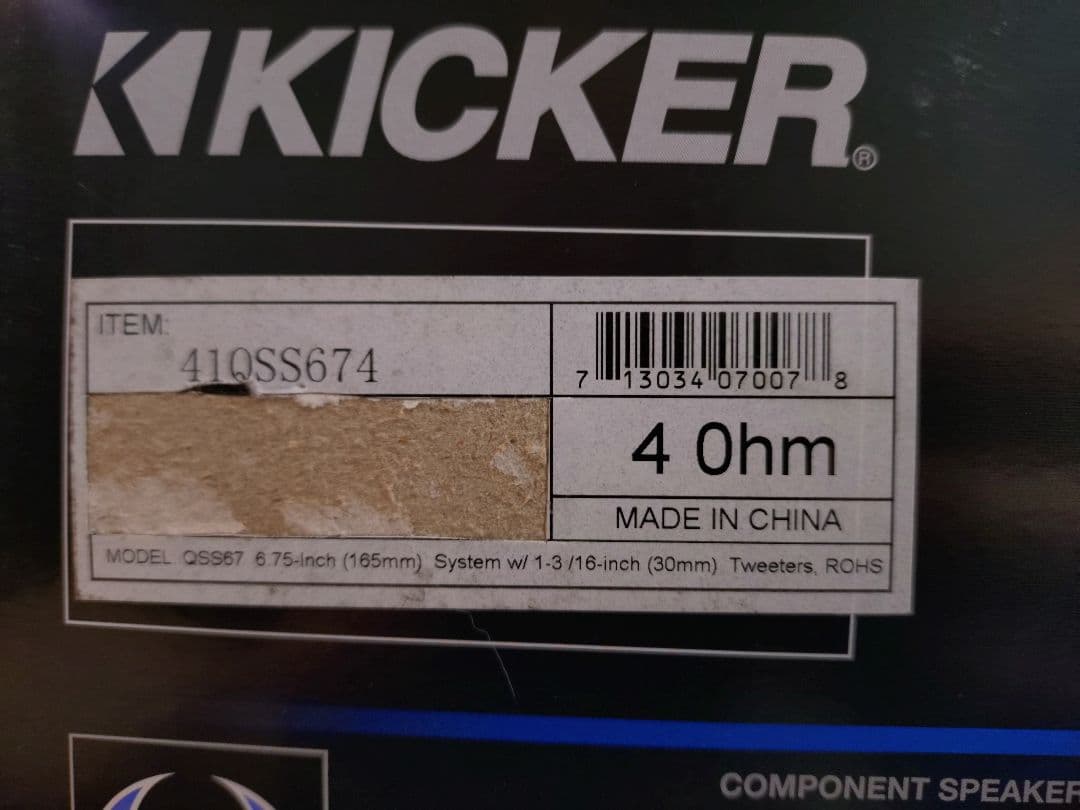 KICKER®
ITEM:
41QSS674
7 13034 07007 8
4 Ohm
MADE IN CHINA
MODEL QSS67 6.75-Inch (165mm) System w/ 1-3 /16-inch (30mm) Tweeters, ROHS
COMPONENT SPEAKER